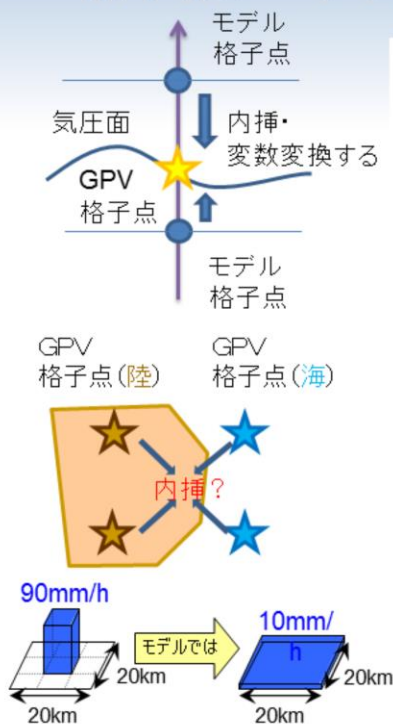 モデル
格子点
気圧面
内挿・
変数変換する
GPV
格子点
モデル
格子点
GPV
格子点(陸)
GPV
格子点(海)
内挿?
90mm/h
20km
20km
モデルでは
10mm/
h
20km
20km